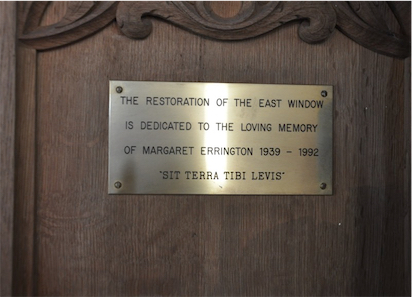 THE RESTORATION OF THE EAST WINDOW
IS DEDICATED TO THE LOVING MEMORY
OF MARGARET ERRINGTON 1939 - 1992
"SIT TERRA TIBI LEVIS"